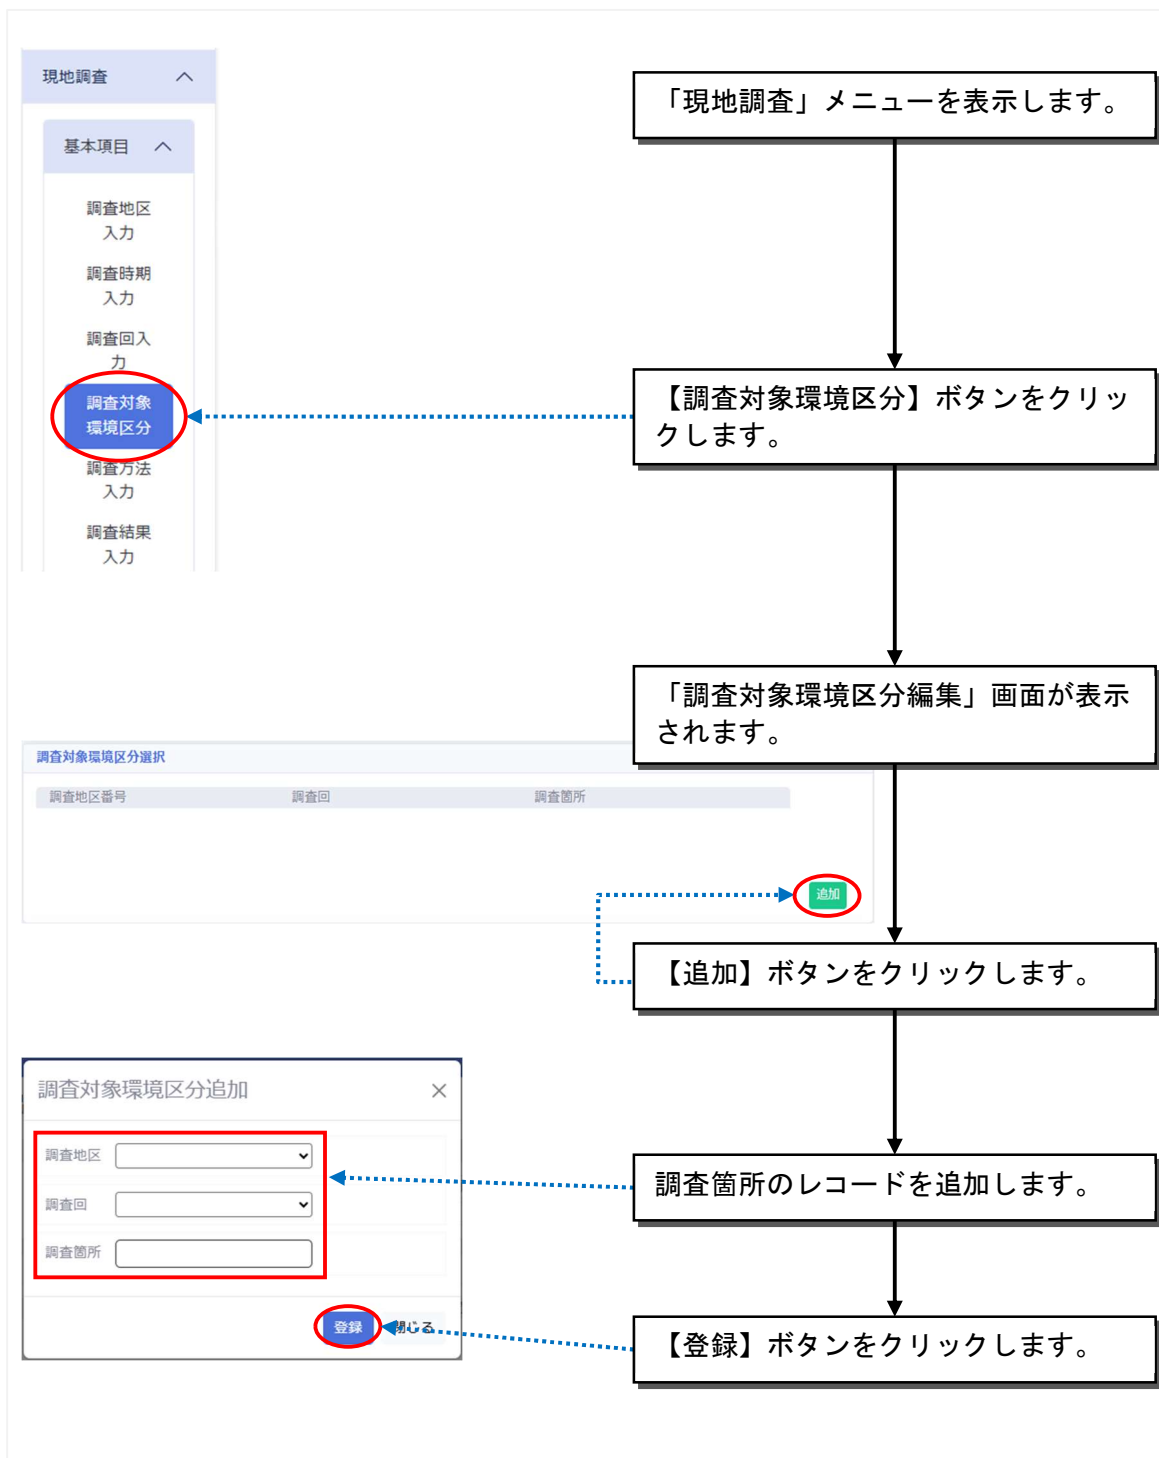 現地調査
基本項目
調査地区
入力
調査時期
入力
調査回入
力
調査対象
環境区分
調査方法
入力
調査結果
入力
「現地調査」メニューを表示します。
【調査対象環境区分】ボタンをクリッ
クします。
「調査対象環境区分編集」画面が表示
されます。
調査対象環境区分選択
調査地区番号 調査回 調査箇所
追加
【追加】ボタンをクリックします。
調査対象環境区分追加 ×
調査地区
調査回
調査箇所
調査箇所のレコードを追加します。
登録 閉じる
【登録】ボタンをクリックします。